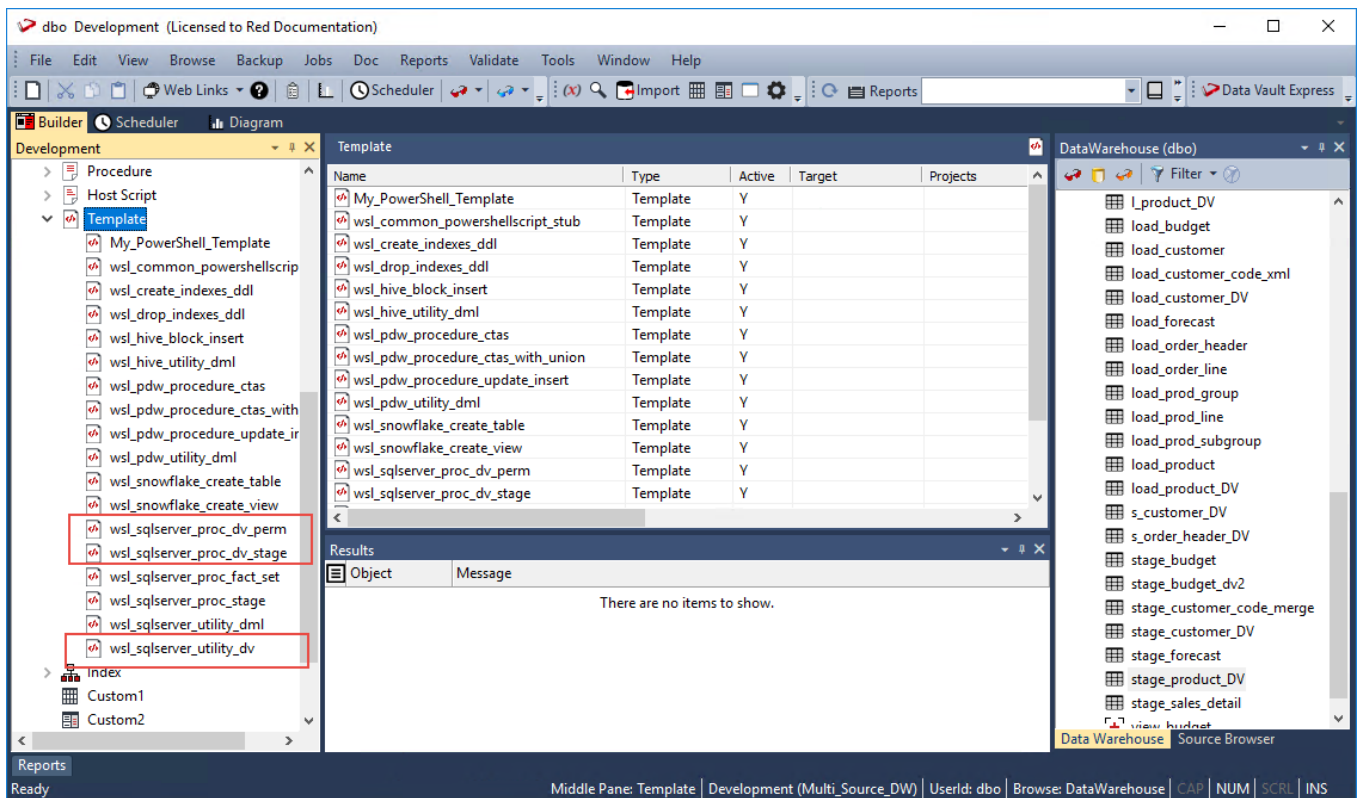 dbo Development (Licensed to Red Documentation)
File Edit View Browse Backup Jobs Doc Reports Validate Tools Window Help
Web Links Scheduler (x) Import Reports Data Vault Express
Builder Scheduler Diagram
Development
Procedure
Host Script
Template
My_PowerShell_Template
wsl_common_powershellscrip
wsl_create_indexes_ddl
wsl_drop_indexes_ddl
wsl_hive_block_insert
wsl_hive_utility_dml
wsl_pdw_procedure_ctas
wsl_pdw_procedure_ctas_with
wsl_pdw_procedure_update_ir
wsl_pdw_utility_dml
wsl_snowflake_create_table
wsl_snowflake_create_view
wsl_sqlserver_proc_dv_perm
wsl_sqlserver_proc_dv_stage
wsl_sqlserver_proc_fact_set
wsl_sqlserver_proc_stage
wsl_sqlserver_utility_dml
wsl_sqlserver_utility_dv
Index
Custom1
Custom2
Template
Name Type Active Target Projects
My_PowerShell_Template Template Y
wsl_common_powershellscript_stub Template Y
wsl_create_indexes_ddl Template Y
wsl_drop_indexes_ddl Template Y
wsl_hive_block_insert Template Y
wsl_hive_utility_dml Template Y
wsl_pdw_procedure_ctas Template Y
wsl_pdw_procedure_ctas_with_union Template Y
wsl_pdw_procedure_update_insert Template Y
wsl_pdw_utility_dml Template Y
wsl_snowflake_create_table Template Y
wsl_snowflake_create_view Template Y
wsl_sqlserver_proc_dv_perm Template Y
wsl_sqlserver_proc_dv_stage Template Y
Results
Object Message
There are no items to show.
DataWarehouse (dbo)
Filter
l_product_DV
load_budget
load_customer
load_customer_code_xml
load_customer_DV
load_forecast
load_order_header
load_order_line
load_prod_group
load_prod_line
load_prod_subgroup
load_product
load_product_DV
s_customer_DV
s_order_header_DV
stage_budget
stage_budget_dv2
stage_customer_code_merge
stage_customer_DV
stage_forecast
stage_product_DV
stage_sales_detail
view_budget
Data Warehouse Source Browser
Reports
Ready Middle Pane: Template Development (Multi_Source_DW) UserId: dbo Browse: DataWarehouse CAP NUM SCRL INS